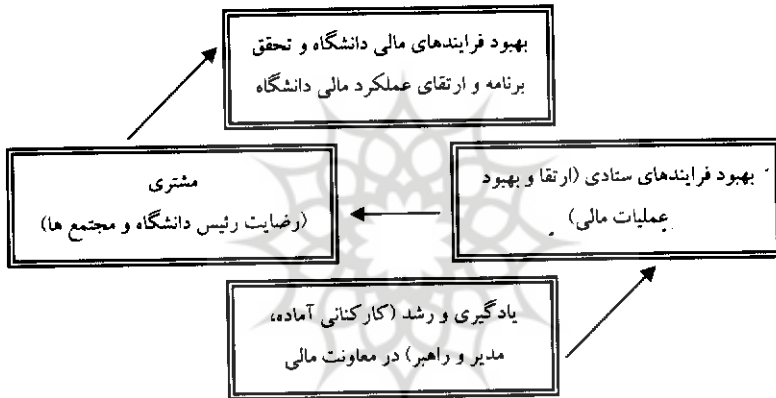 بهبود فرایندهای مالی دانشگاه و تحقق
برنامه و ارتقای عملکرد مالی دانشگاه
بهبود فرایندهای ستادی (ارتقا و بهبود
عملیات مالی)
مشتری
(رضایت رئیس دانشگاه و مجتمع ها)
یادگیری و رشد (کارکنانی آماده،
مدیر و راهبر) در معاونت مالی